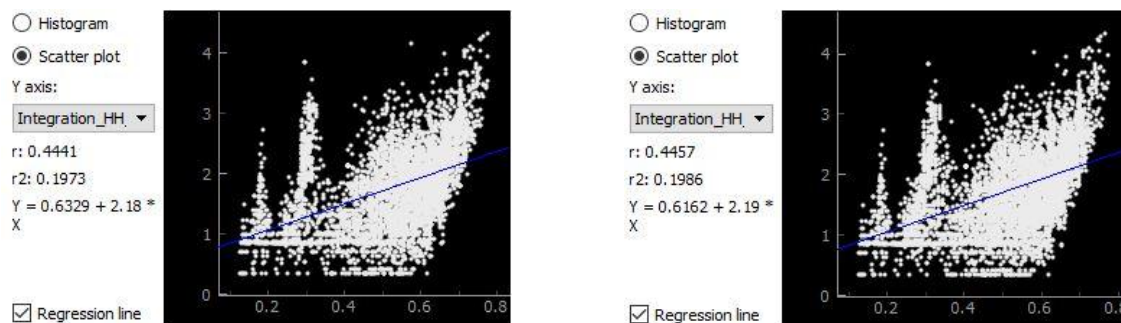 Histogram
Scatter plot
Y axis:
Integration_HH_
r: 0.4441
r2: 0.1973
Y = 0.6329 + 2.18 *
X
Regression line
4
3
2
1
0
0.2 0.4 0.6 0.8
Histogram
Scatter plot
Y axis:
Integration_HH_
r: 0.4457
r2: 0.1986
Y = 0.6162 + 2.19 *
X
Regression line
4
3
2
1
0
0.2 0.4 0.6 0.8